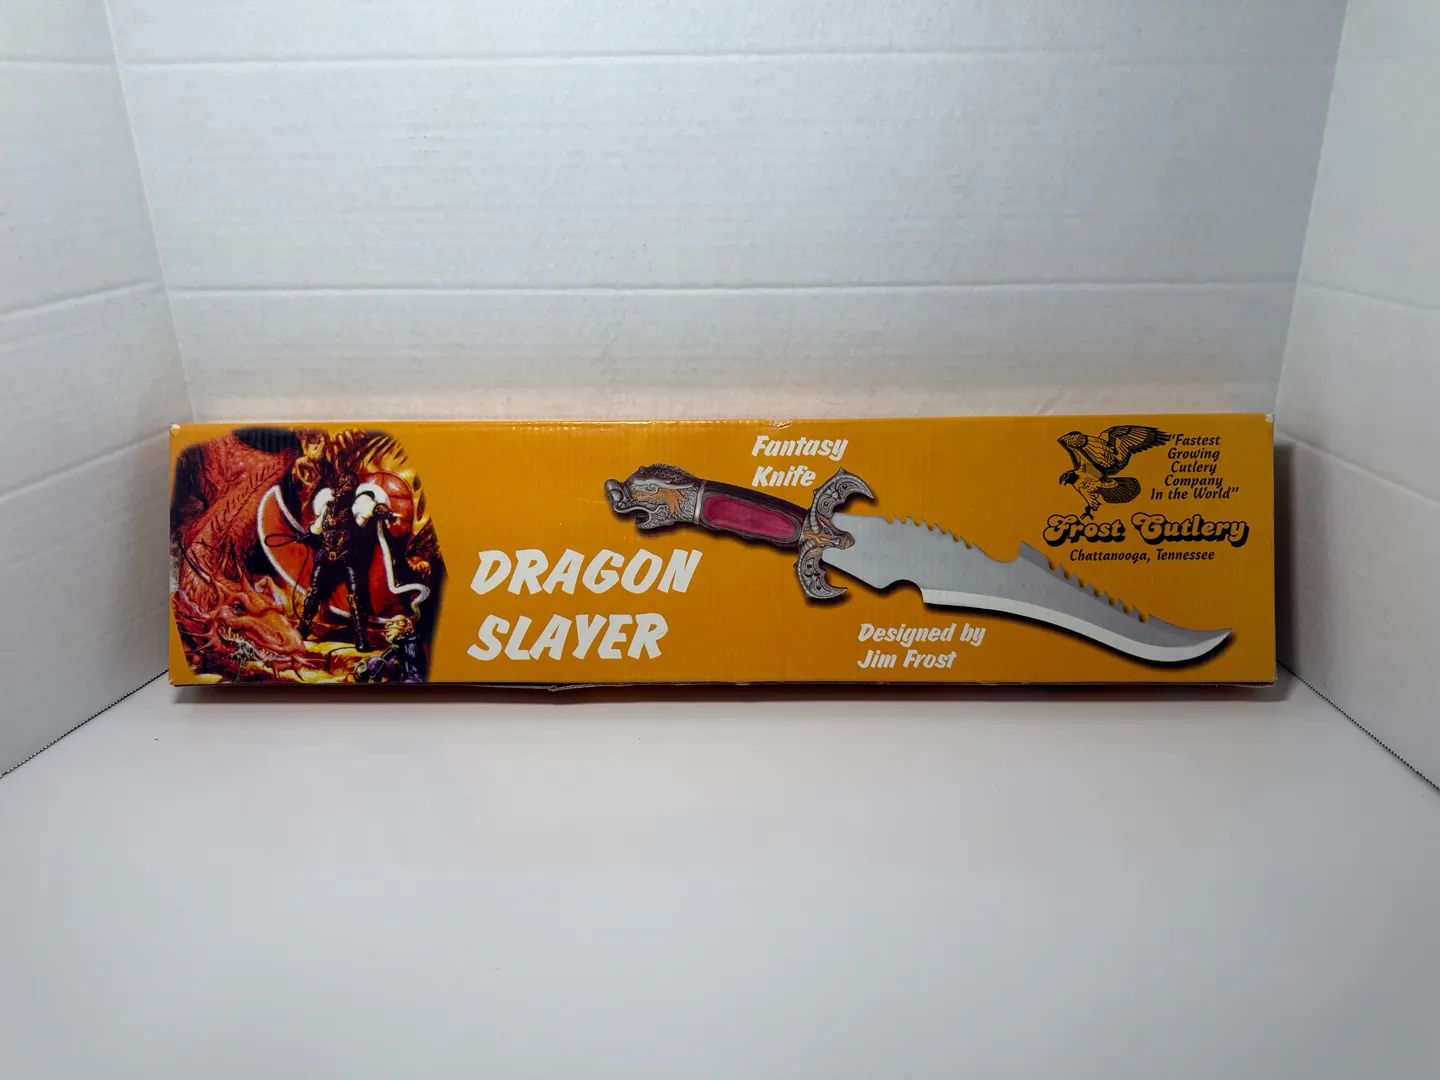 Fantasy
Knife
DRAGON
SLAYER
Designed by
Jim Frost
"Fastest
Growing
Cutlery
Company
In the World"
Frost Cutlery
Chattanooga, Tennessee